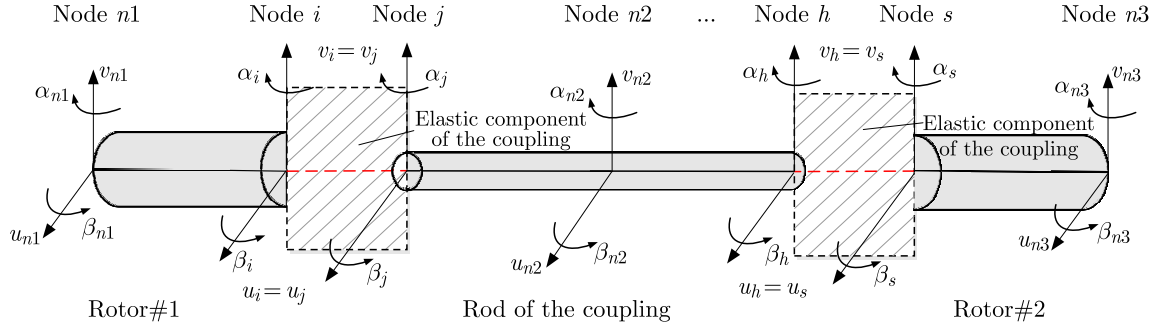 Node n1 Node i Node j Node n2 ... Node h Node s Node n3
v_i = v_j v_h = v_s
v_n1 α_i α_j v_n2 α_h α_s v_n3
α_n1 α_n2 α_n3
Elastic component
of the coupling
Elastic component
of the coupling
u_n1 β_n1 β_i β_j u_n2 β_n2 β_h β_s u_n3 β_n3
u_i = u_j u_h = u_s
Rotor#1 Rod of the coupling Rotor#2